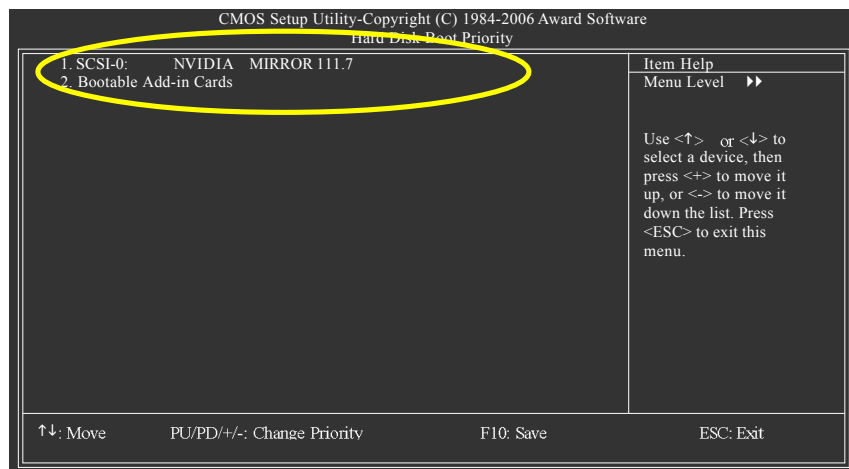 CMOS Setup Utility-Copyright (C) 1984-2006 Award Software
Hard Disk Boot Priority
1. SCSI-0: NVIDIA MIRROR 111.7
2. Bootable Add-in Cards
Item Help
Menu Level ▸▸
Use <↑> or <↓> to
select a device, then
press <+> to move it
up, or <-> to move it
down the list. Press
<ESC> to exit this
menu.
↑↓: Move PU/PD/+/-: Change Priority F10: Save ESC: Exit